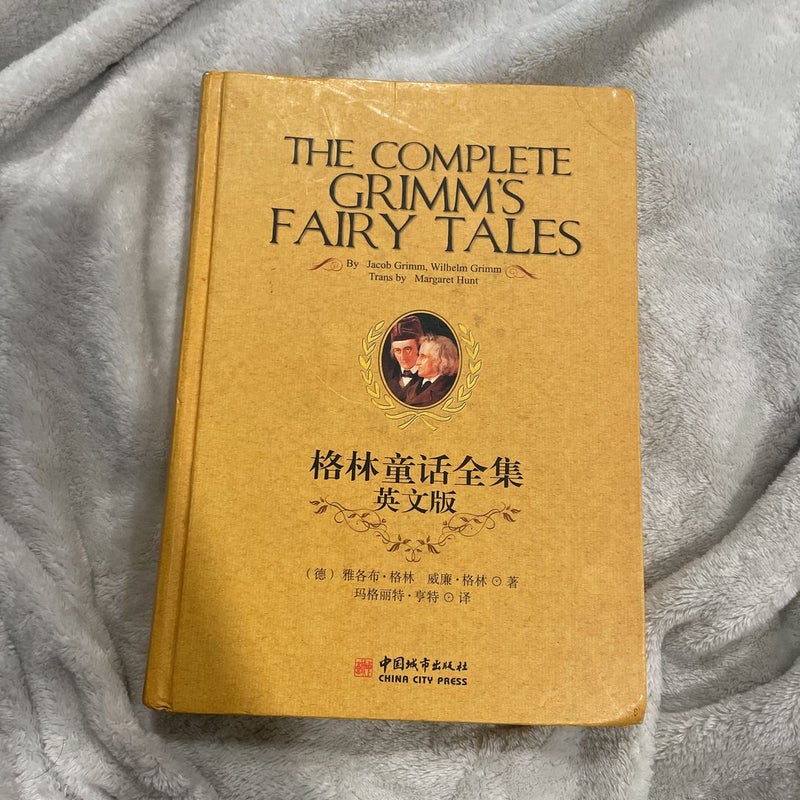 THE COMPLETE
GRIMM'S
FAIRY TALES
By Jacob Grimm, Wilhelm Grimm
Trans by Margaret Hunt
格林童话全集
英文版
（德）雅各布·格林 威廉·格林⊙著
玛格丽特·亨特⊙译
中国城市出版社
CHINA CITY PRESS